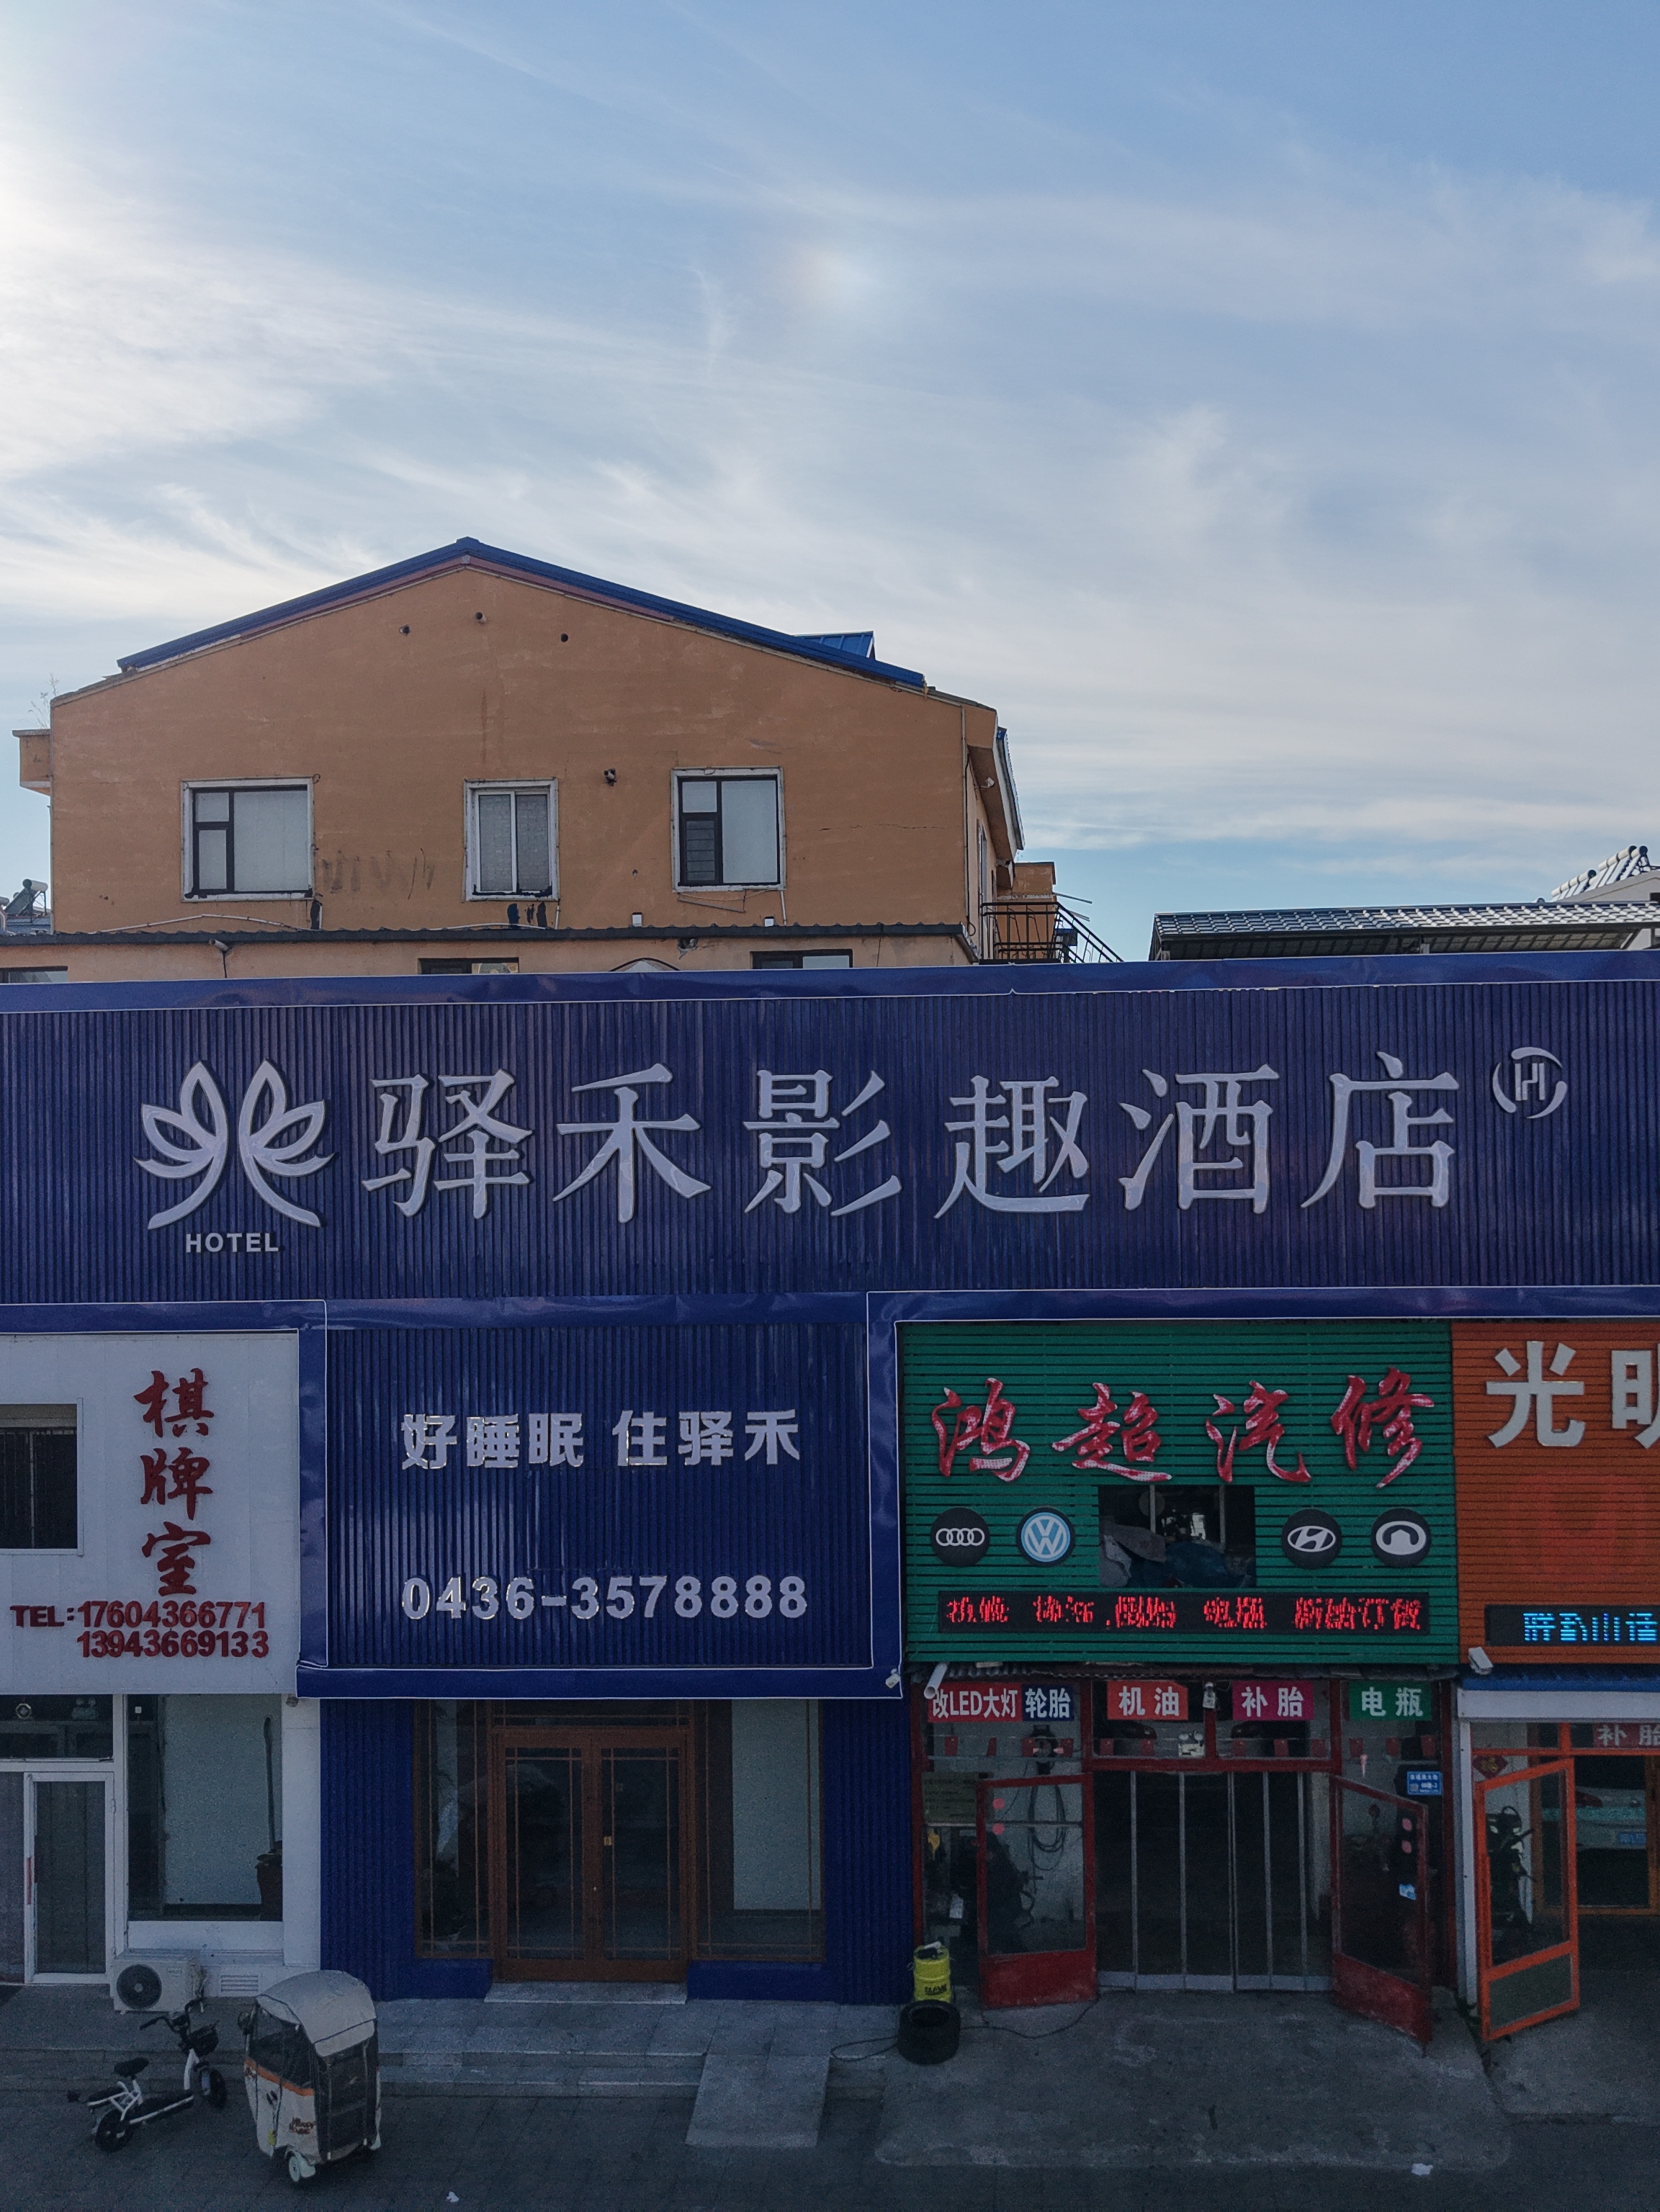 驿禾影趣酒店
H
HOTEL
棋牌室
TEL:17604366771
13943669133
好睡眠 住驿禾
0436-3578888
鸿超汽修
光明
改LED大灯
轮胎
机油
补胎
电瓶
补胎